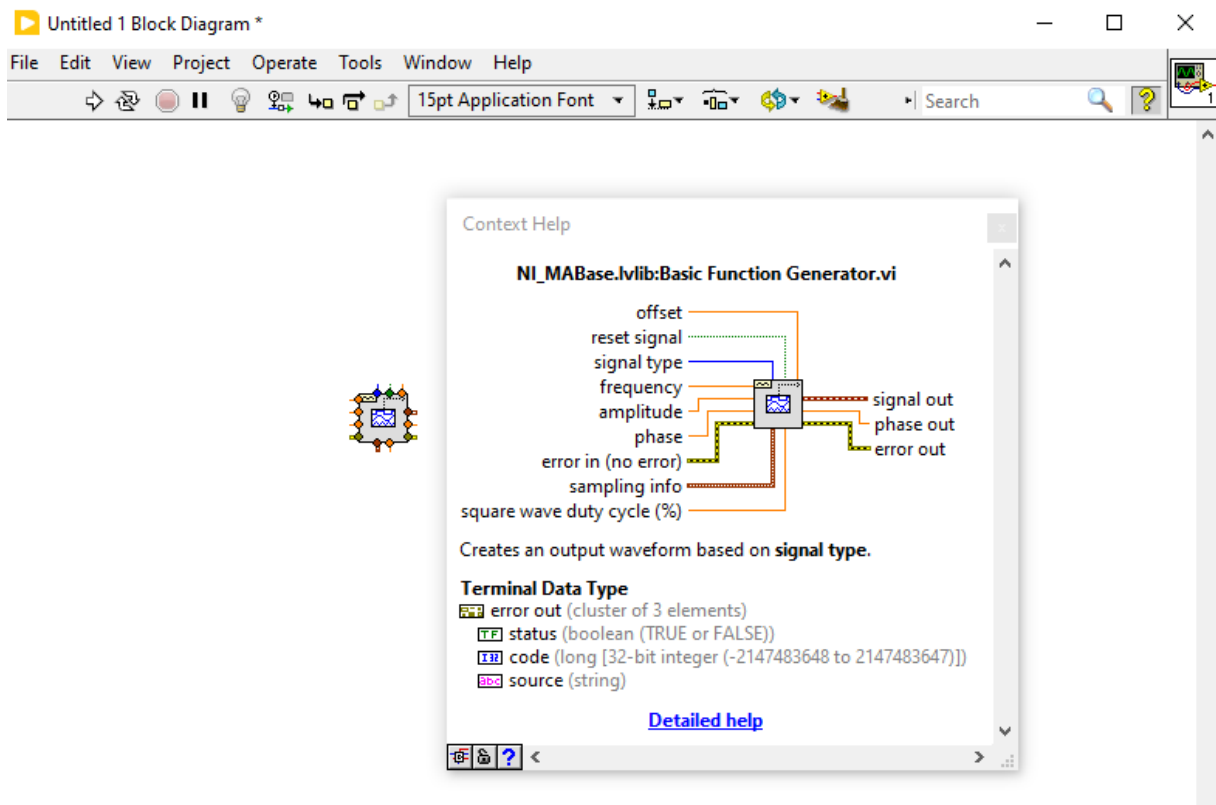 Untitled 1 Block Diagram *
File Edit View Project Operate Tools Window Help
15pt Application Font
Search
1
Context Help
x
NI_MABase.lvlib:Basic Function Generator.vi
offset
reset signal
signal type
frequency
amplitude
phase
error in (no error)
sampling info
square wave duty cycle (%)
signal out
phase out
error out
Creates an output waveform based on signal type.
Terminal Data Type
error out (cluster of 3 elements)
TF status (boolean (TRUE or FALSE))
I32 code (long [32-bit integer (-2147483648 to 2147483647)])
abc source (string)
Detailed help
?